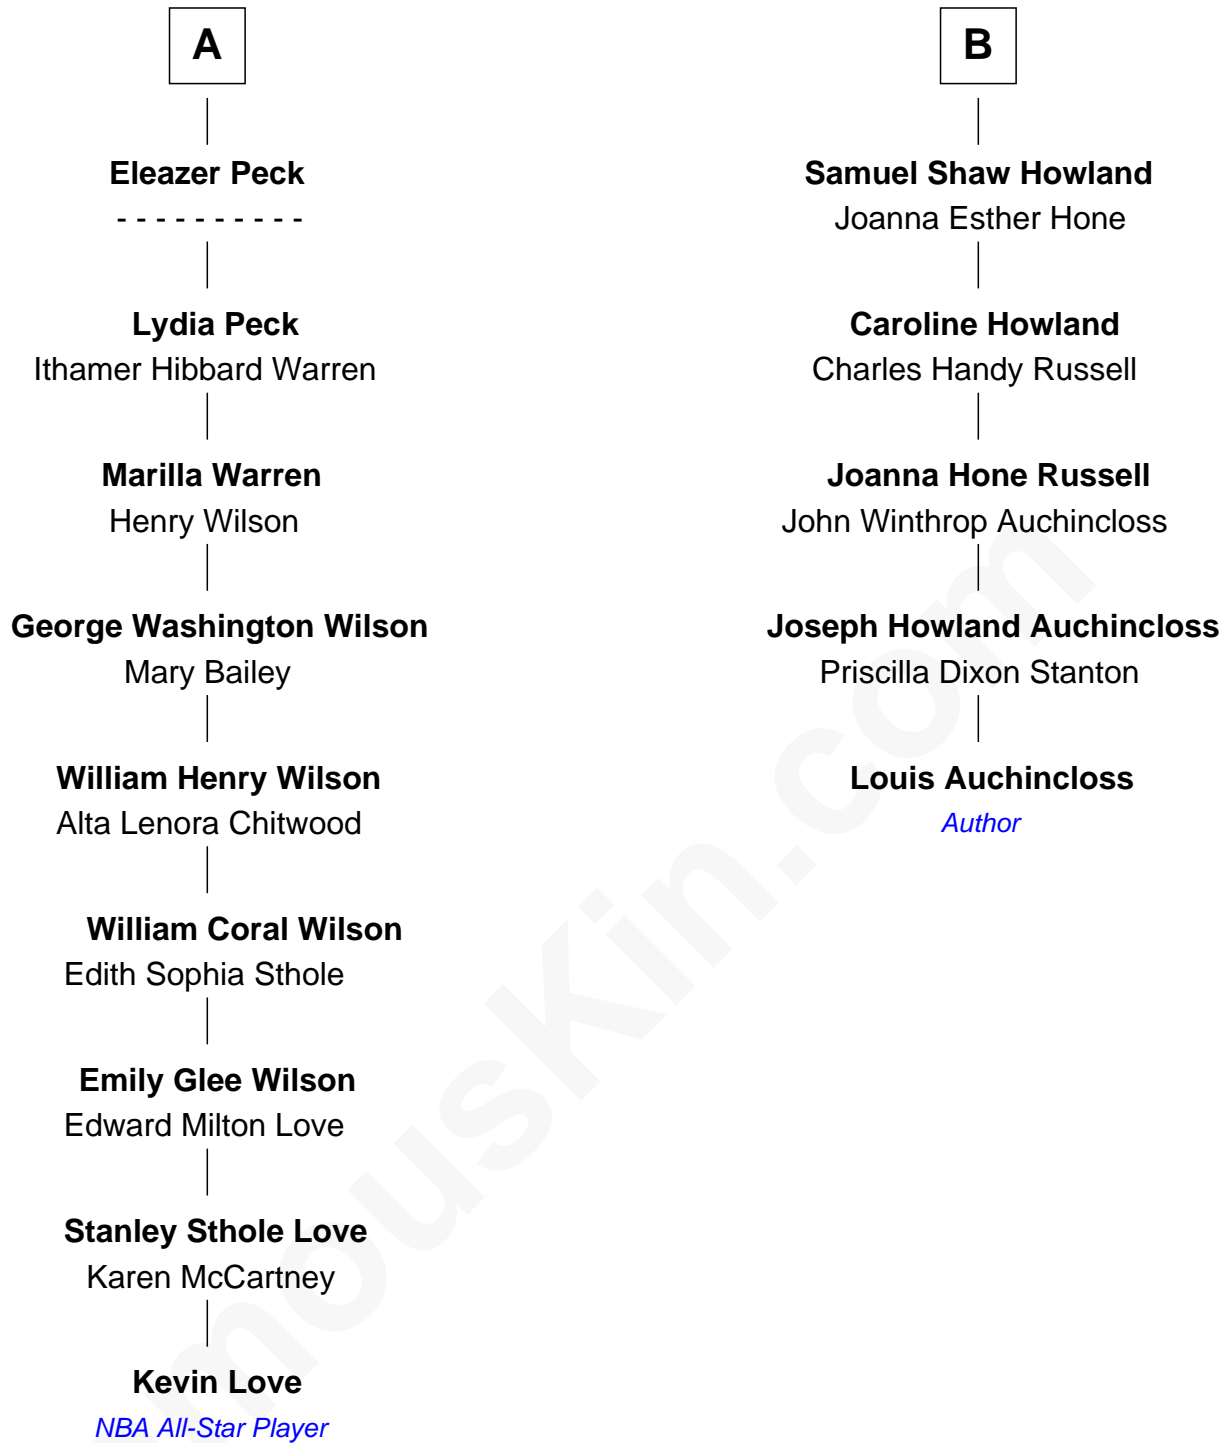 A
Eleazer Peck
- - - - - - - - - -
Lydia Peck
Ithamer Hibbard Warren
Marilla Warren
Henry Wilson
George Washington Wilson
Mary Bailey
William Henry Wilson
Alta Lenora Chitwood
William Coral Wilson
Edith Sophia Sthole
Emily Glee Wilson
Edward Milton Love
Stanley Sthole Love
Karen McCartney
Kevin Love
NBA All-Star Player
B
Samuel Shaw Howland
Joanna Esther Hone
Caroline Howland
Charles Handy Russell
Joanna Hone Russell
John Winthrop Auchincloss
Joseph Howland Auchincloss
Priscilla Dixon Stanton
Louis Auchincloss
Author
mousKin.com